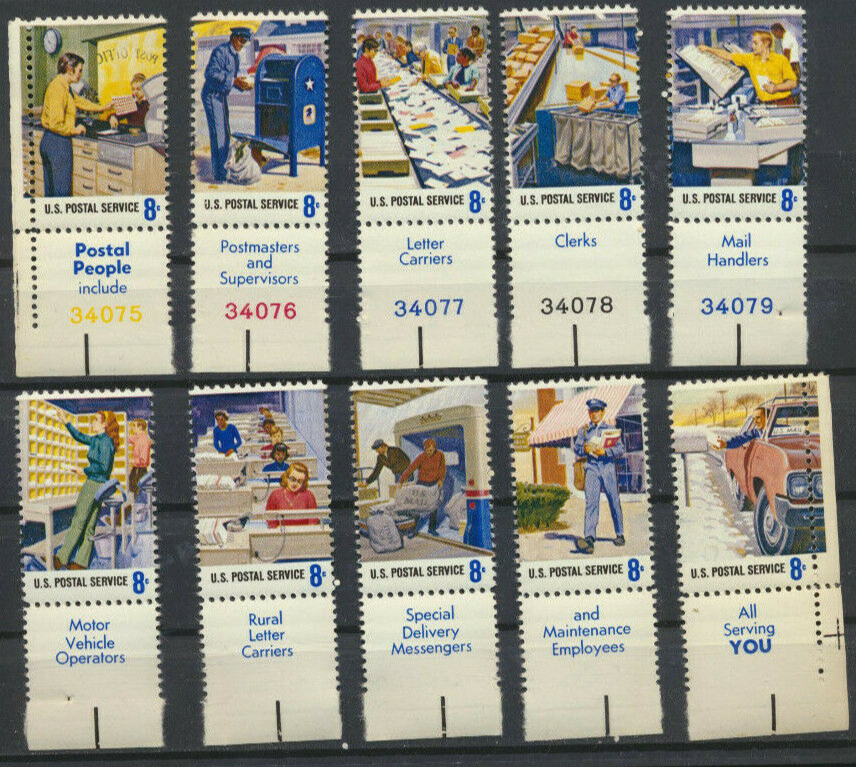 POST OFFIC
U.S. POSTAL SERVICE 8c
U.S. POSTAL SERVICE 8c
U.S. POSTAL SERVICE 8c
U.S. POSTAL SERVICE 8c
U.S. POSTAL SERVICE 8c
Postal
People
include
34075
Postmasters
and
Supervisors
34076
Letter
Carriers
34077
Clerks
34078
Mail
Handlers
34079
U.S. MAIL
U.S. POSTAL SERVICE 8c
U.S. POSTAL SERVICE 8c
U.S. POSTAL SERVICE 8c
U.S. POSTAL SERVICE 8c
U.S. POSTAL SERVICE 8c
Motor
Vehicle
Operators
Rural
Letter
Carriers
Special
Delivery
Messengers
and
Maintenance
Employees
All
Serving
YOU